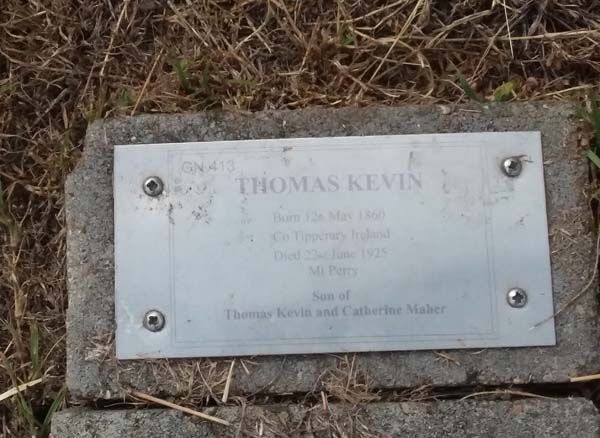 GN 413
THOMAS KEVIN
Born May 1860
Co Tipperary Ireland
Died 22nd June 1925
Mt Perry
Son of
Thomas Kevin and Catherine Maher